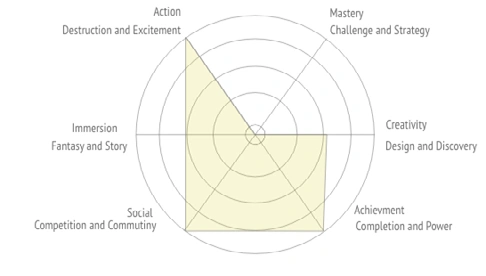 Action
Destruction and Excitement
Mastery
Challenge and Strategy
Immersion
Fantasy and Story
Creativity
Design and Discovery
Social
Competition and Commutiny
Achievment
Completion and Power